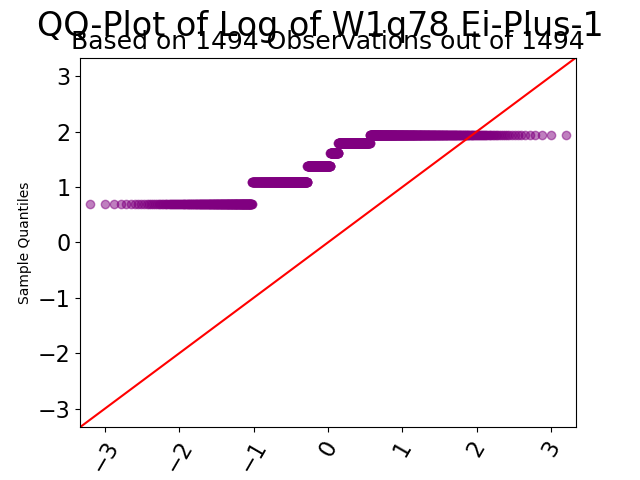 QQ-Plot of Log of W1g78 Ei-Plus-1
Based on 1494 Observations out of 1494
3
2
1
0
−1
−2
−3
Sample Quantiles
−3 −2 −1 0 1 2 3